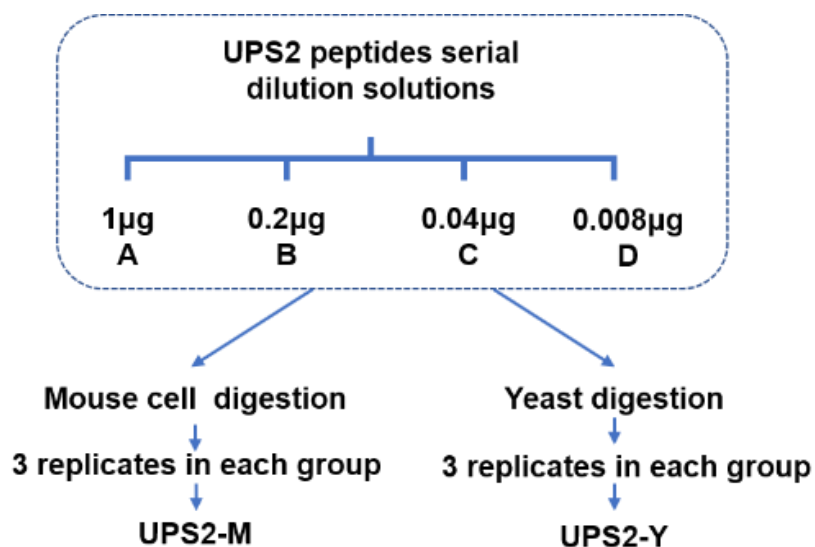 UPS2 peptides serial
dilution solutions
1μg 0.2μg 0.04μg 0.008μg
A B C D
Mouse cell digestion Yeast digestion
3 replicates in each group 3 replicates in each group
UPS2-M UPS2-Y